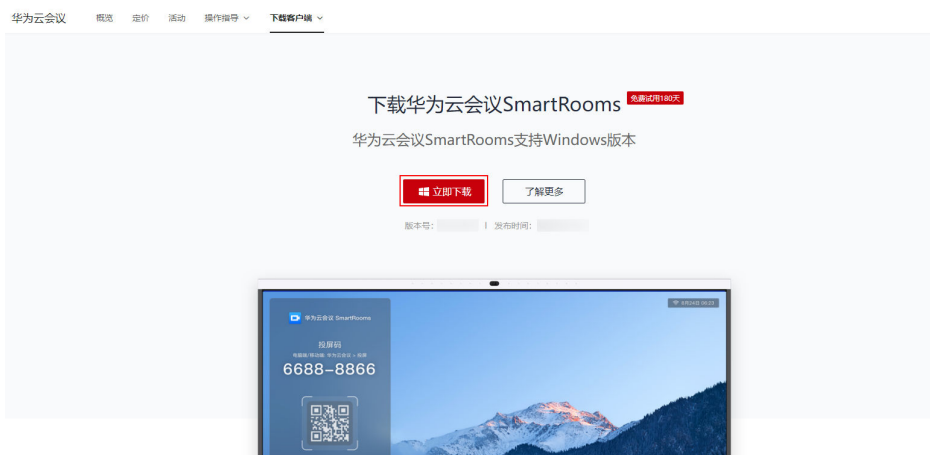 华为云会议 概览 定价 活动 操作指导 下载客户端
下载华为云会议SmartRooms 免费试用180天
华为云会议SmartRooms支持Windows版本
立即下载 了解更多
版本号： | 发布时间：
华为云会议 SmartRooms
投屏码
6688-8866